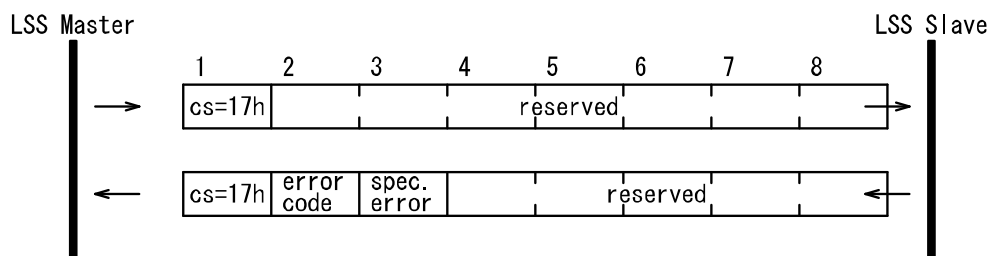 LSS Master LSS Slave
1 2 3 4 5 6 7 8
cs=17h reserved
cs=17h error code spec. error reserved